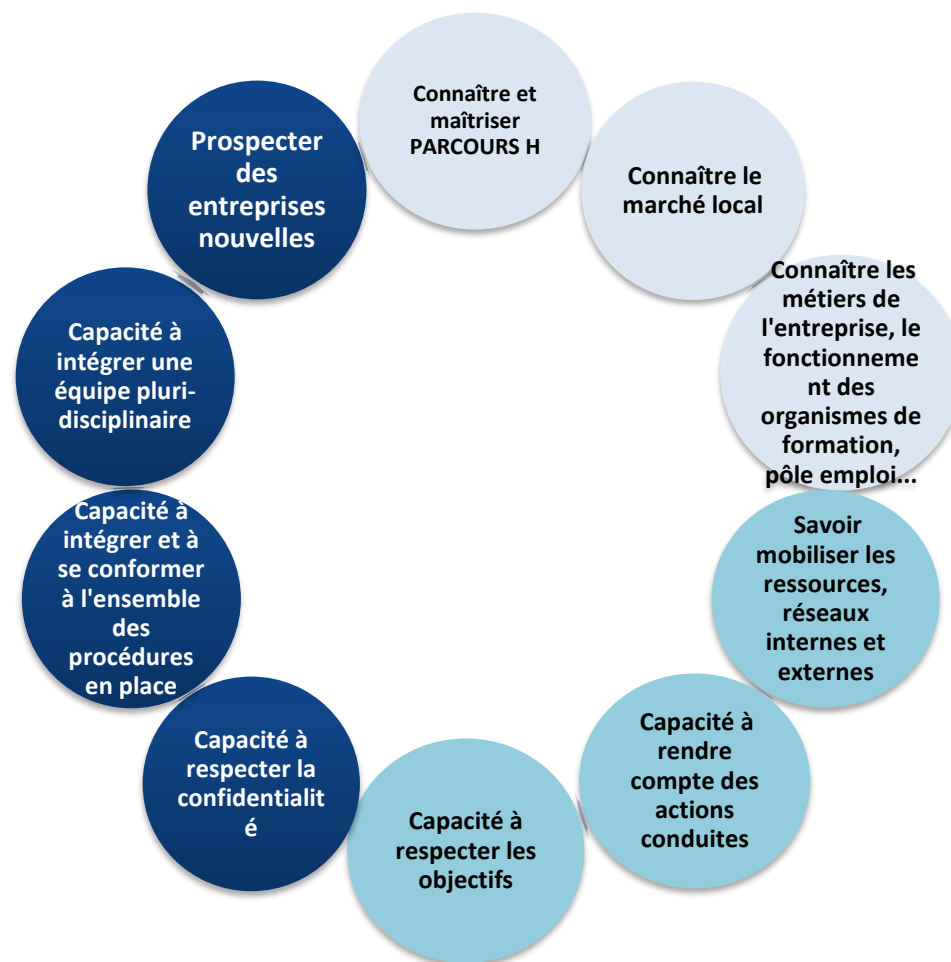 Connaître et
maîtriser
PARCOURS H
Connaître le
marché local
Connaître les
métiers de
l'entreprise, le
fonctionneme
nt des
organismes de
formation,
pôle emploi...
Savoir
mobiliser les
ressources,
réseaux
internes et
externes
Capacité à
rendre
compte des
actions
conduites
Capacité à
respecter les
objectifs
Capacité à
respecter la
confidentialit
é
Capacité à
intégrer et à
se conformer
à l'ensemble
des
procédures
en place
Capacité à
intégrer une
équipe pluri-
disciplinaire
Prospecter
des
entreprises
nouvelles